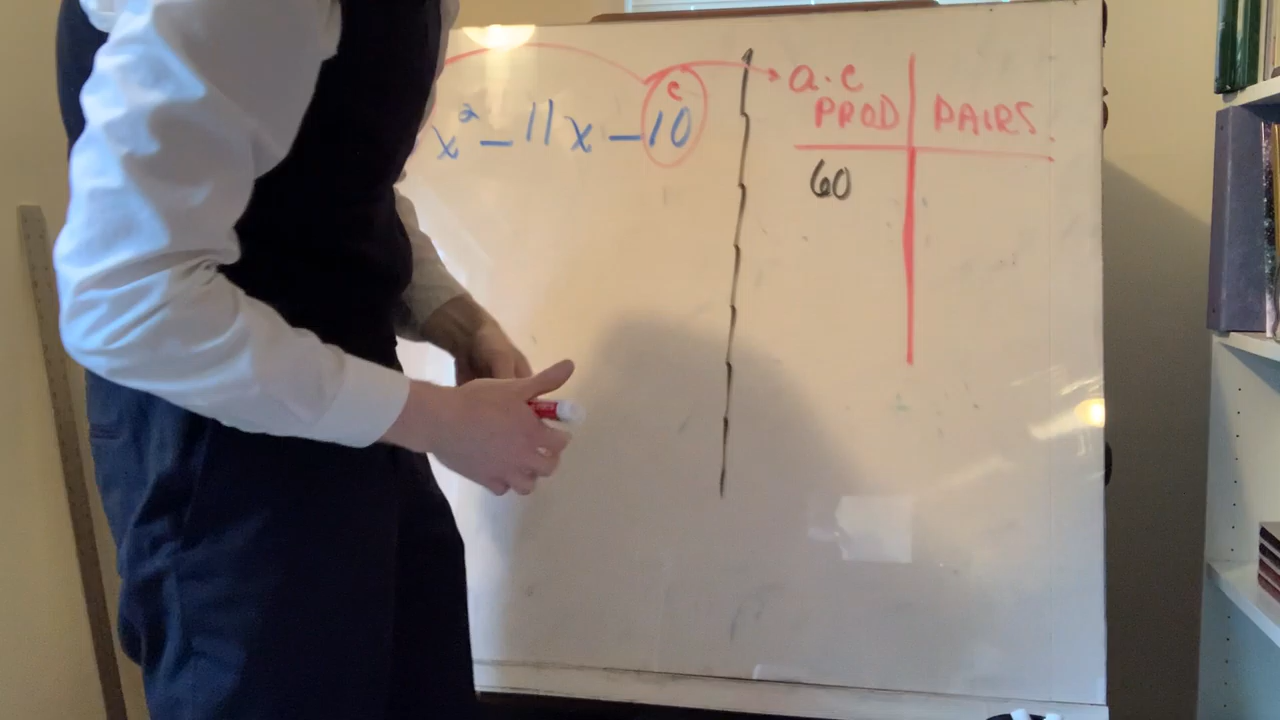 x² – 11x – 10
c
a·c
PROD PAIRS
60